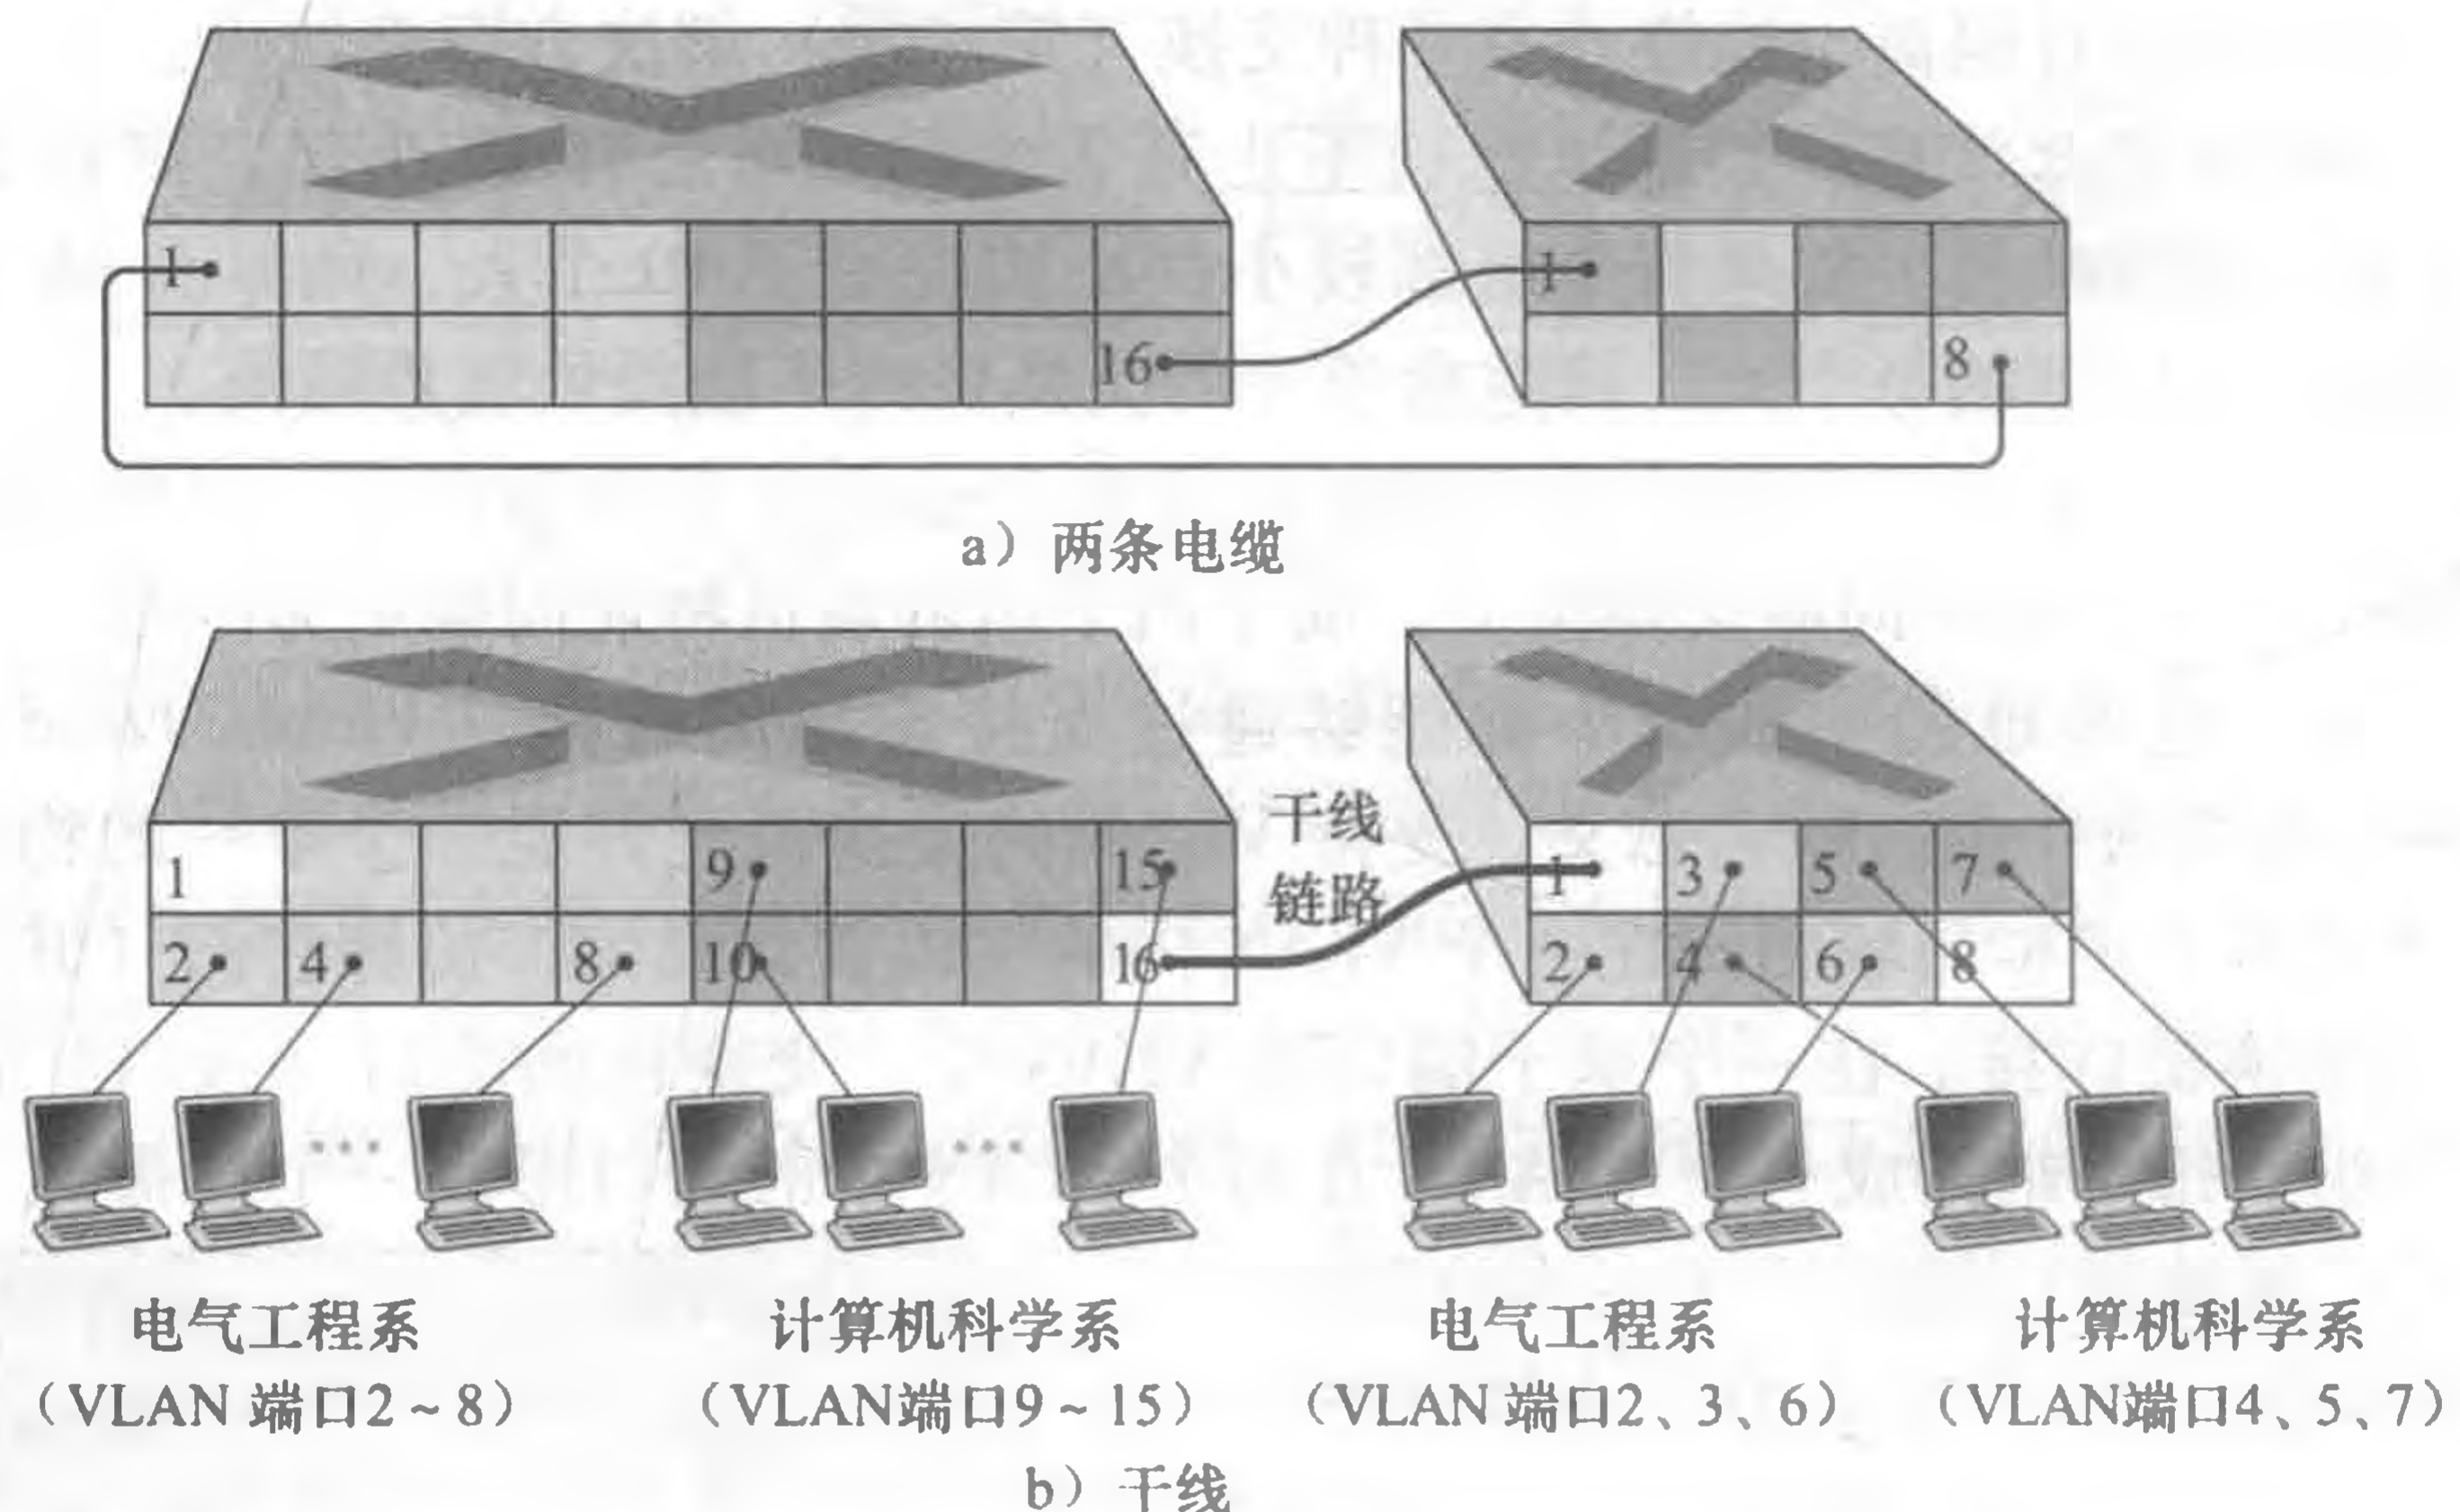 1
1
16
8
a）两条电缆
干线
链路
1
9
15
1
3
5
7
2
4
8
10
16
2
4
6
8
电气工程系
（VLAN 端口2～8）
计算机科学系
（VLAN端口9～15）
电气工程系
（VLAN 端口2、3、6）
计算机科学系
（VLAN端口4、5、7）
b）干线